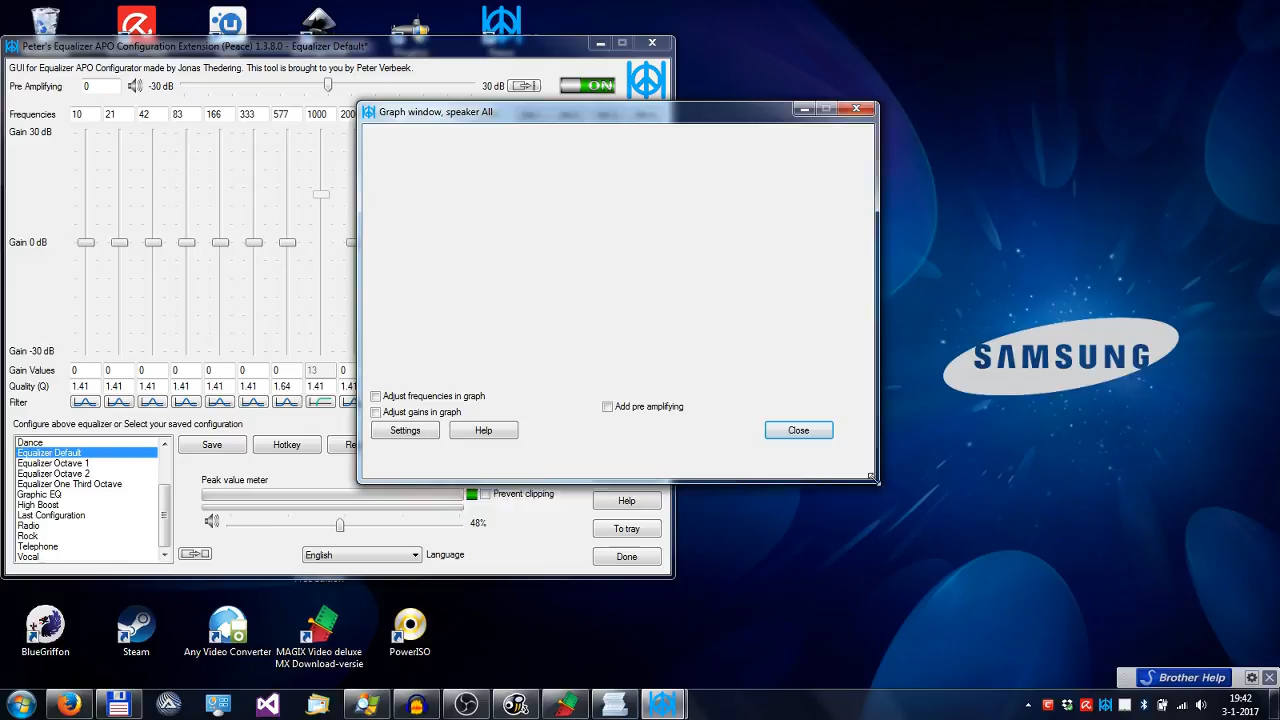 Peter's Equalizer APO Configuration Extension (Peace) 1.3.8.0 - Equalizer Default*
GUI for Equalizer APO Configurator made by Jonas Thedering. This tool is brought to you by Peter Verbeek.
Pre Amplifying 0 -30 dB 30 dB ON
Frequencies 10 21 42 83 166 333 577 1000
Gain 30 dB
Gain 0 dB
Gain -30 dB
Gain Values 0 0 0 0 0 0 0 13 0
Quality (Q) 1.41 1.41 1.41 1.41 1.41 1.41 1.64 1.41
Filter
Configure above equalizer or Select your saved configuration
Dance
Equalizer Default
Equalizer Octave 1
Equalizer Octave 2
Equalizer One Third Octave
Graphic EQ
High Boost
Last Configuration
Radio
Rock
Telephone
Vocal
Save
Hotkey
Peak value meter
Prevent clipping
48%
English
Language
Help
To tray
Done
Graph window, speaker All
Adjust frequencies in graph
Adjust gains in graph
Add pre amplifying
Settings
Help
Close
SAMSUNG
BlueGriffon
Steam
Any Video Converter
MAGIX Video deluxe
MX Download-versie
PowerISO
Brother Help
19:42
3-1-2017